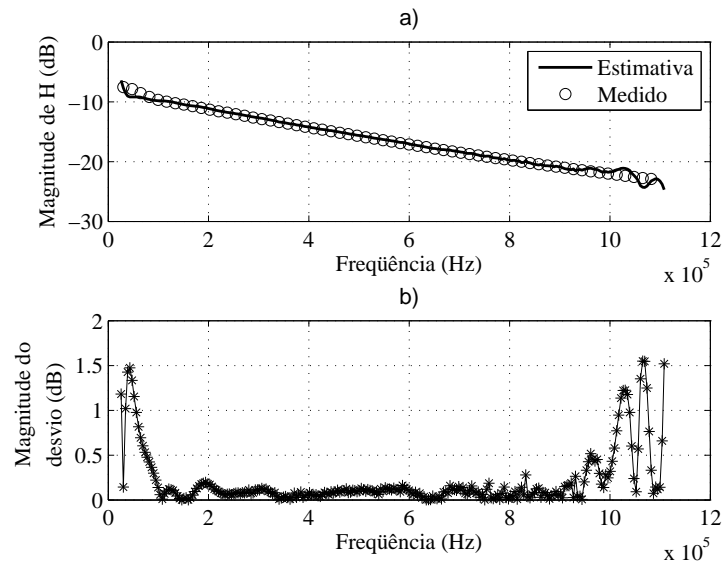 a)
Magnitude de H (dB)
0
−10
−20
−30
Estimativa
Medido
2
4
6
8
10
12
x 10^5
Freqüência (Hz)
b)
Magnitude do
desvio (dB)
2
1.5
1
0.5
0
0
2
4
6
8
10
12
x 10^5
Freqüência (Hz)